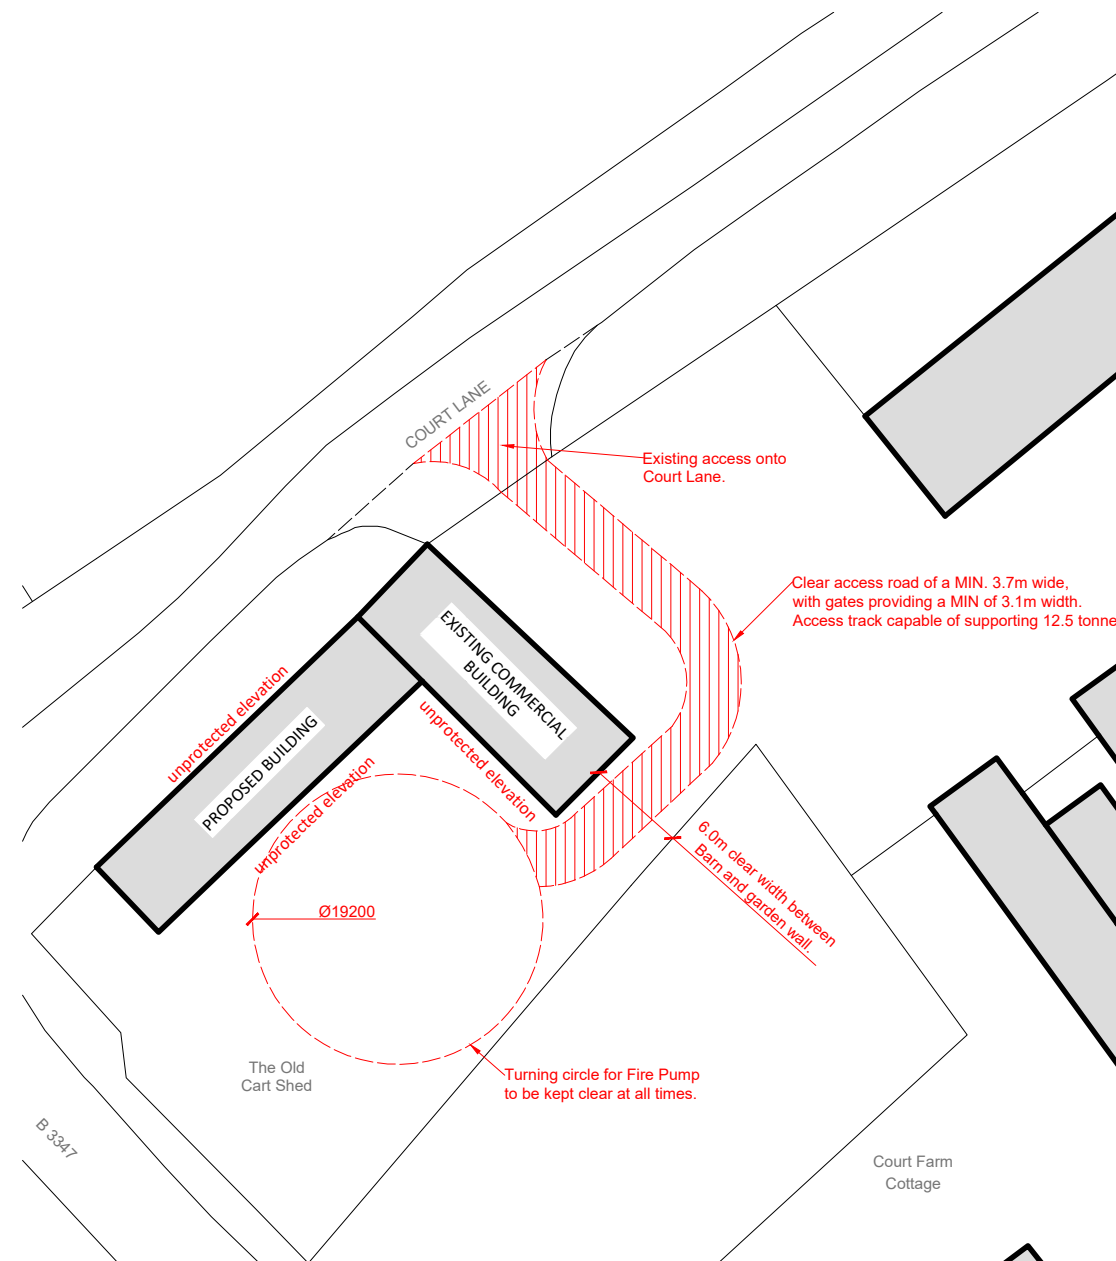 COURT LANE
Existing access onto
Court Lane.
Clear access road of a MIN. 3.7m wide,
with gates providing a MIN of 3.1m width.
Access track capable of supporting 12.5 tonne
EXISTING COMMERCIAL
BUILDING
unprotected elevation
PROPOSED BUILDING
unprotected elevation
unprotected elevation
6.0m clear width between
Barn and garden wall.
Ø19200
The Old
Cart Shed
Turning circle for Fire Pump
to be kept clear at all times.
B 3347
Court Farm
Cottage